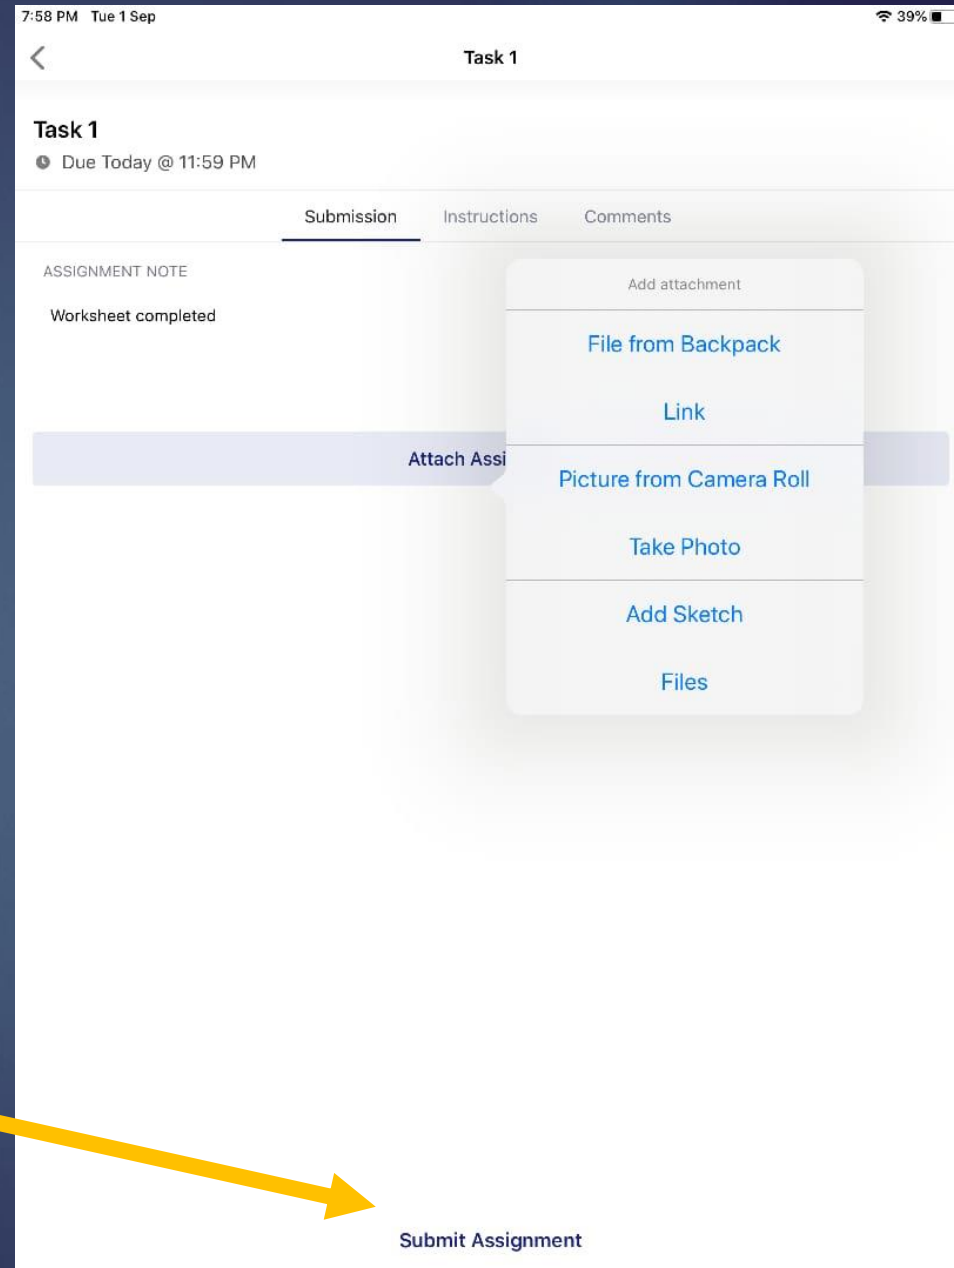 7:58 PM Tue 1 Sep 39%
Task 1
Task 1
Due Today @ 11:59 PM
Submission Instructions Comments
ASSIGNMENT NOTE
Worksheet completed
Attach Assi
Add attachment
File from Backpack
Link
Picture from Camera Roll
Take Photo
Add Sketch
Files
Submit Assignment